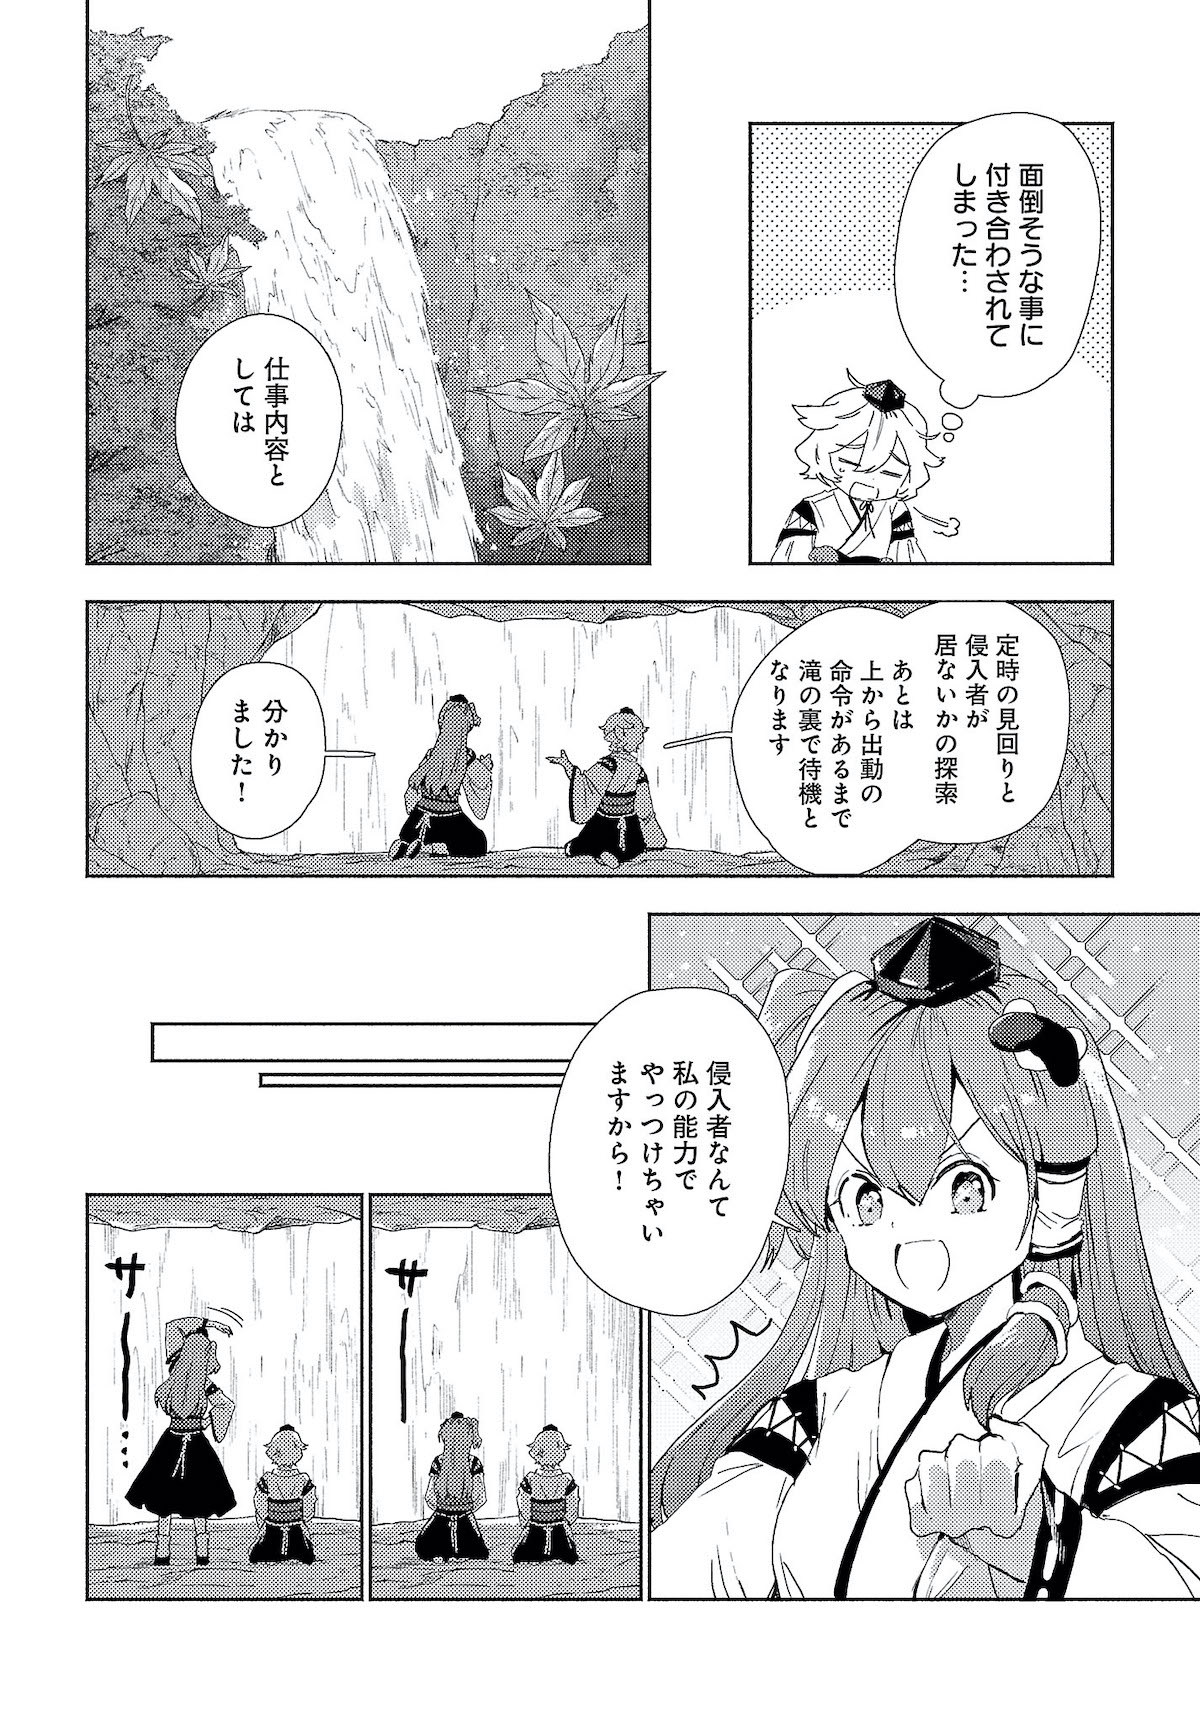 面倒そうな事に
付き合わされて
しまった…
仕事内容と
しては
定時の見回りと
侵入者が
居ないかの探索
あとは
上から出動の
命令があるまで
滝の裏で待機と
なります
分かり
ました！
侵入者なんて
私の能力で
やっつけちゃい
ますから！
サーー
サーー…